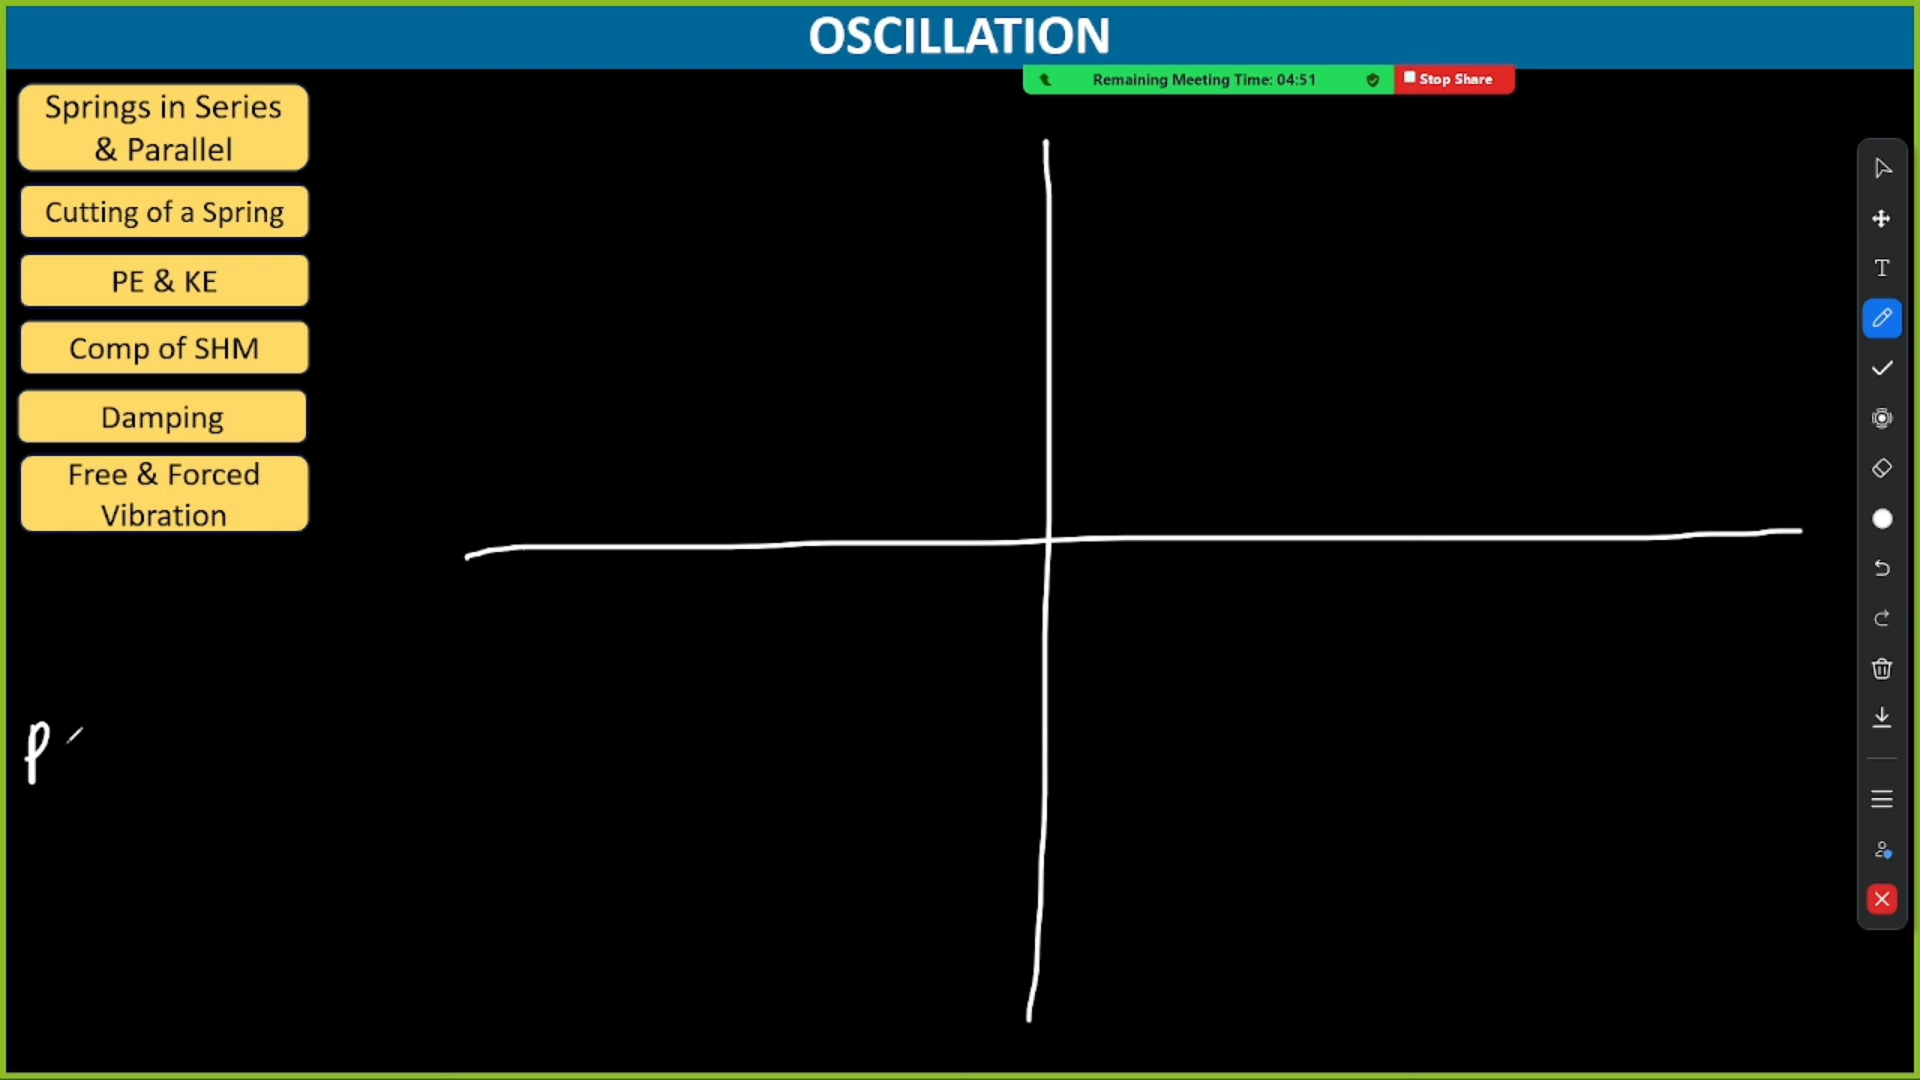 OSCILLATION
Remaining Meeting Time: 04:51
Stop Share
Springs in Series
& Parallel
Cutting of a Spring
PE & KE
Comp of SHM
Damping
Free & Forced
Vibration
T
P